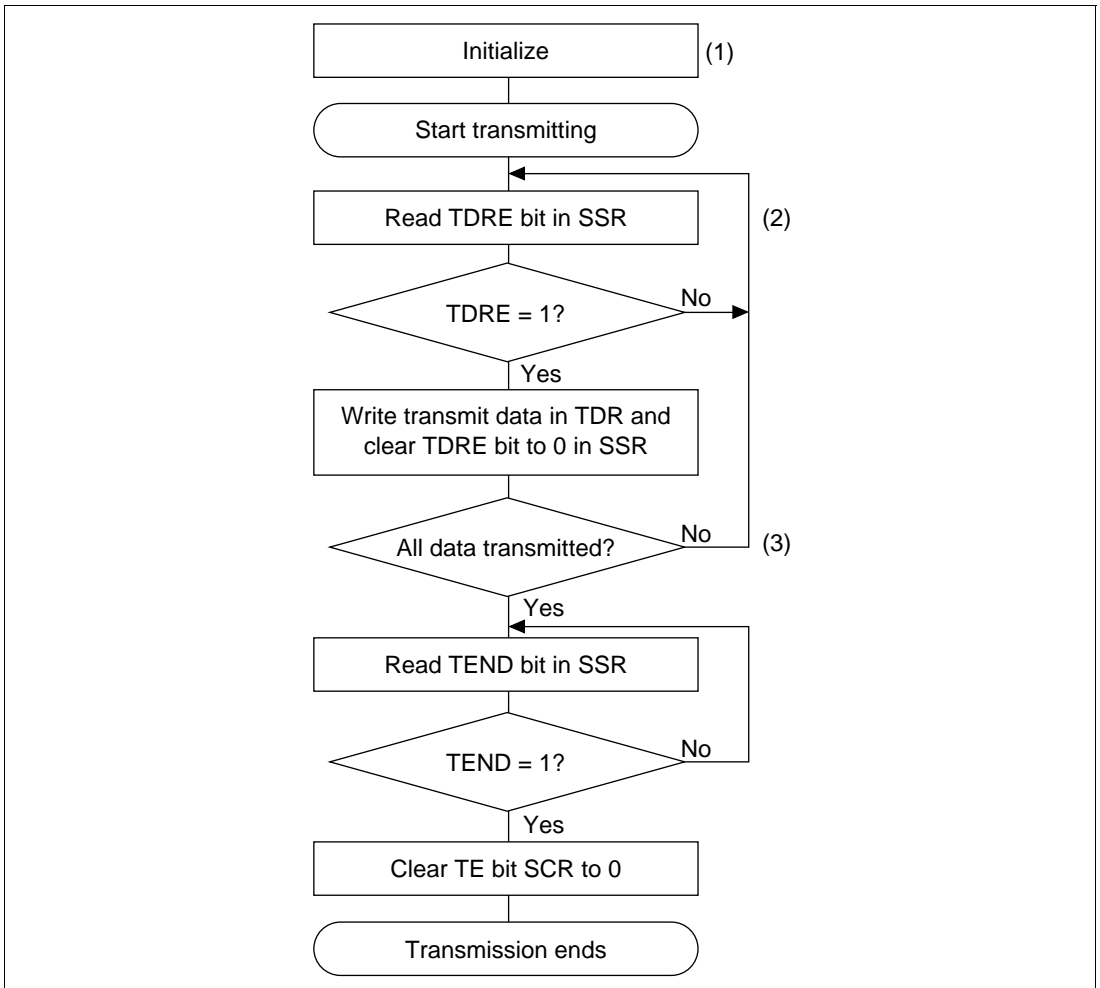 Initialize
(1)
Start transmitting
Read TDRE bit in SSR
(2)
TDRE = 1?
No
Yes
Write transmit data in TDR and
clear TDRE bit to 0 in SSR
All data transmitted?
No
(3)
Yes
Read TEND bit in SSR
TEND = 1?
No
Yes
Clear TE bit SCR to 0
Transmission ends